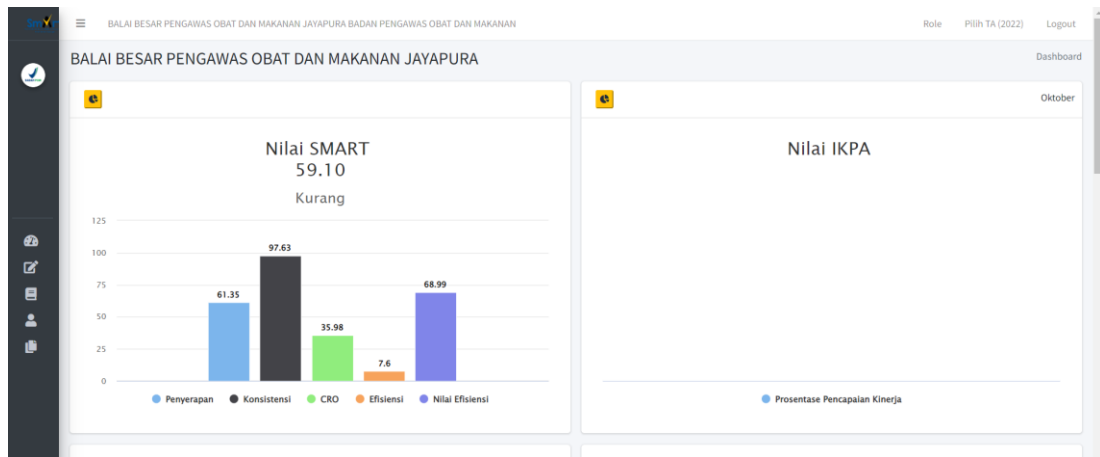 BALAI BESAR PENGAWAS OBAT DAN MAKANAN JAYAPURA BADAN PENGAWAS OBAT DAN MAKANAN
Role Pilih TA (2022) Logout
BALAI BESAR PENGAWAS OBAT DAN MAKANAN JAYAPURA
Dashboard
Nilai SMART
59.10
Kurang
125
100
75
50
25
0
61.35
97.63
35.98
7.6
68.99
Penyerapan Konsistensi CRO Efisiensi Nilai Efisiensi
Oktober
Nilai IKPA
Prosentase Pencapaian Kinerja